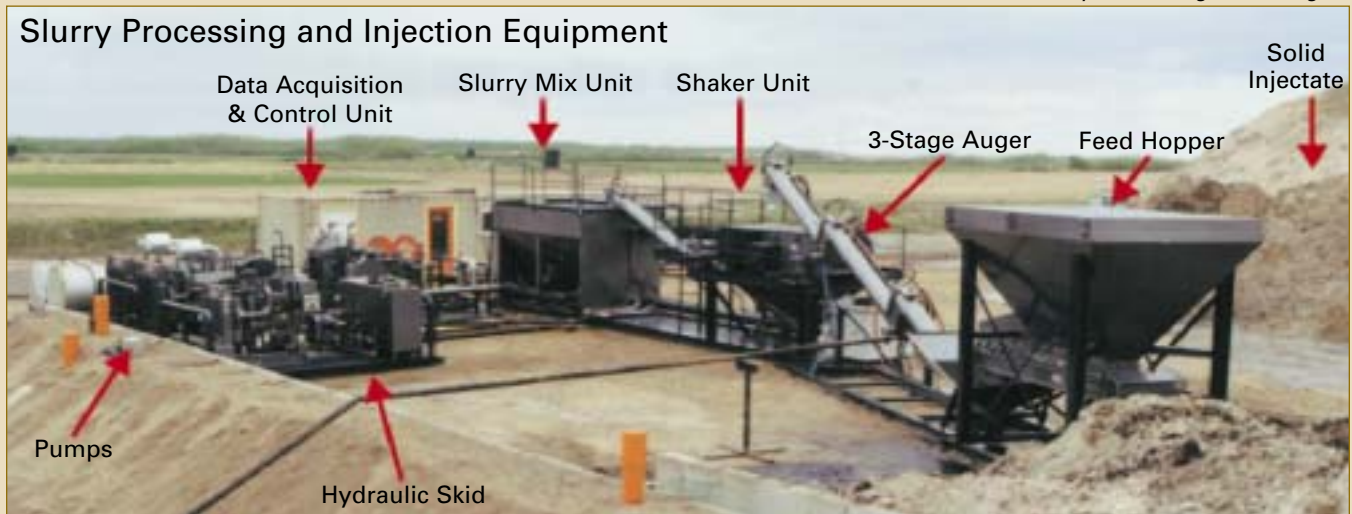 Slurry Processing and Injection Equipment
Data Acquisition
& Control Unit
Slurry Mix Unit
Shaker Unit
3-Stage Auger
Feed Hopper
Solid
Injectate
Pumps
Hydraulic Skid